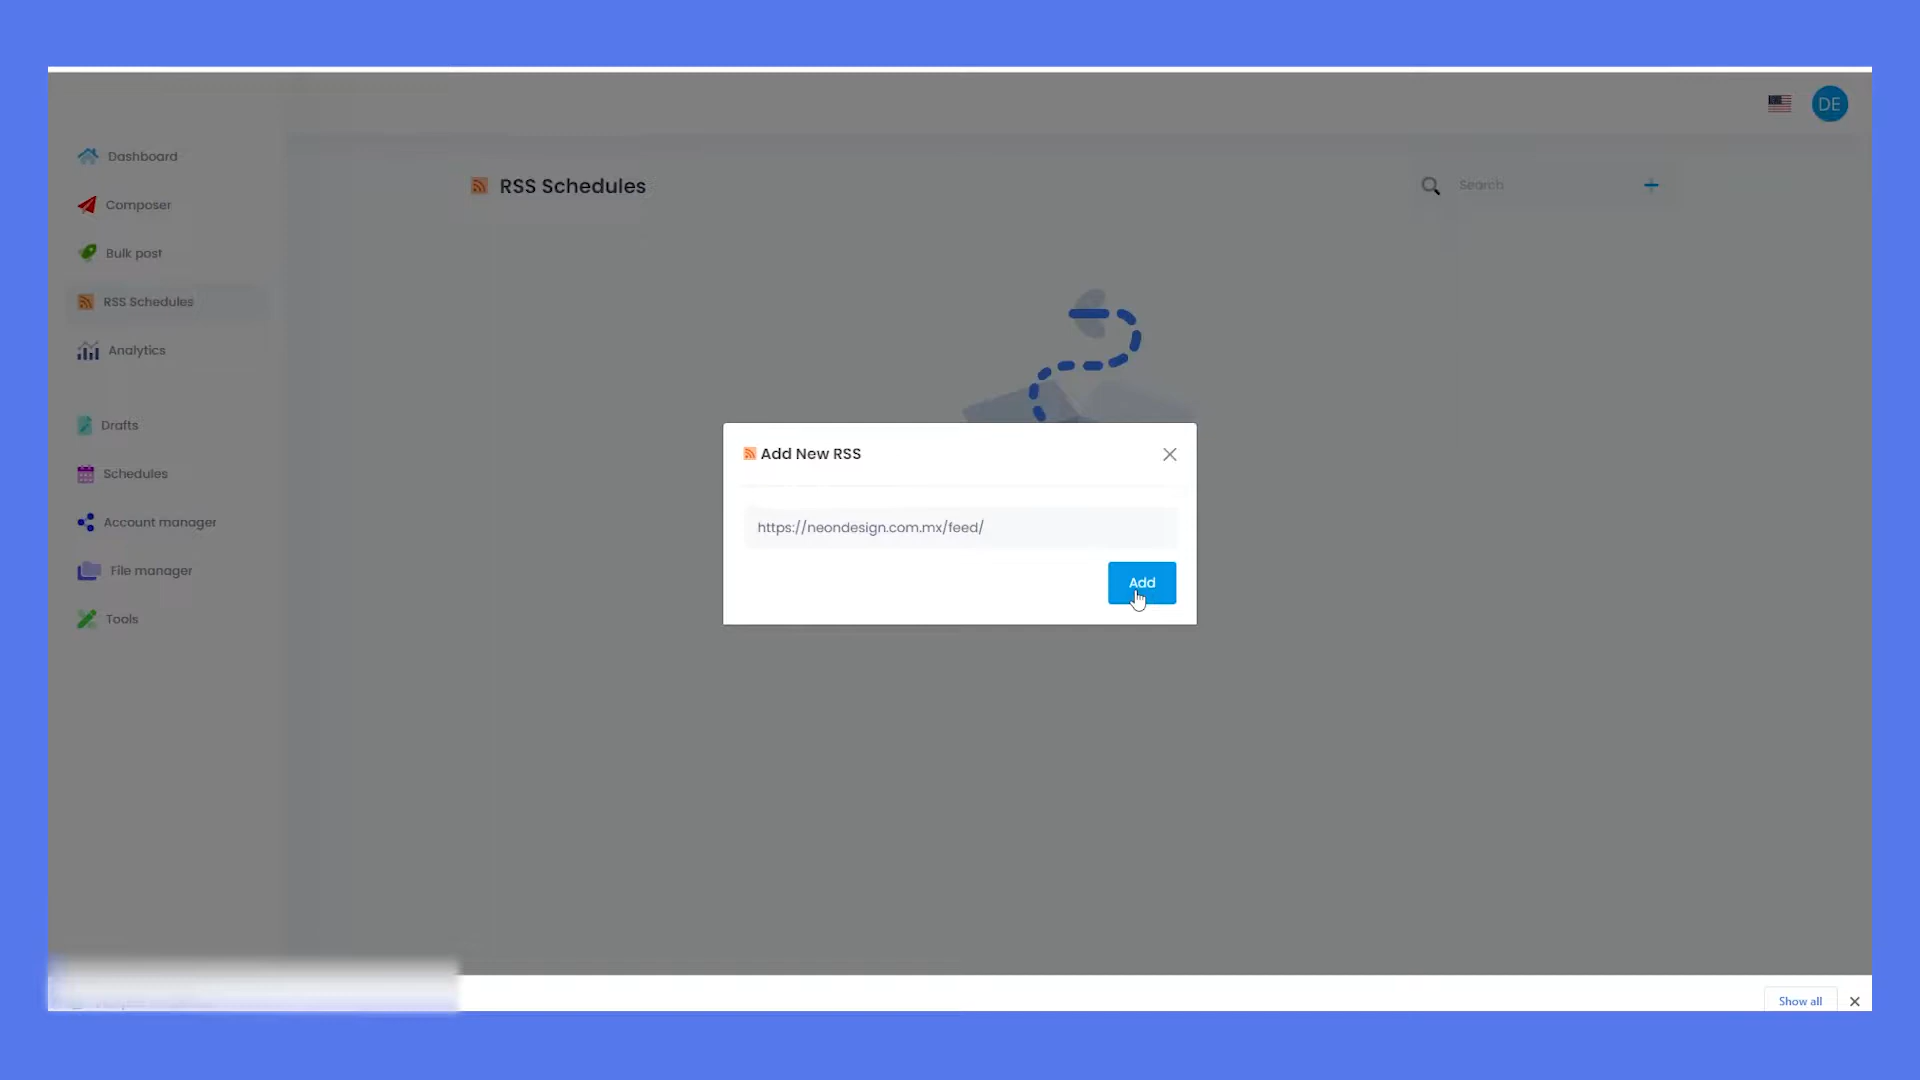 DE
Dashboard
Composer
Bulk post
RSS Schedules
Analytics
Drafts
Schedules
Account manager
File manager
Tools
RSS Schedules
Search
Add New RSS
https://neondesign.com.mx/feed/
Add
Show all